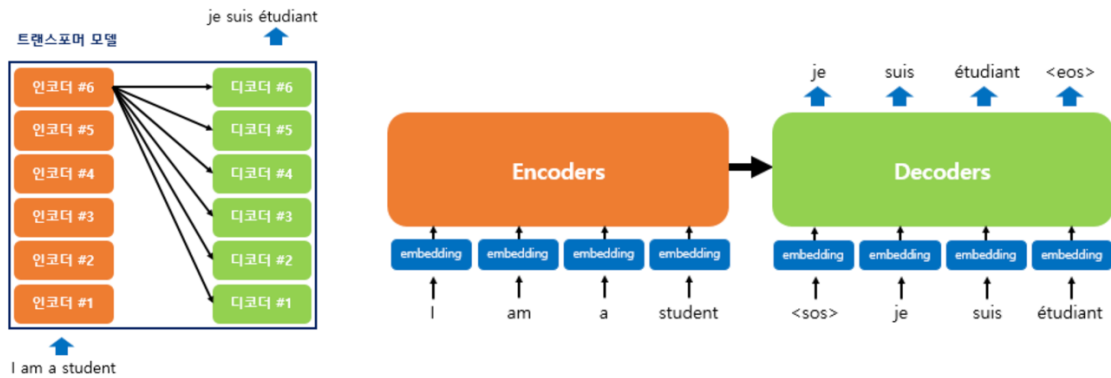 트랜스포머 모델
je suis étudiant
인코더 #6
디코더 #6
인코더 #5
디코더 #5
인코더 #4
디코더 #4
인코더 #3
디코더 #3
인코더 #2
디코더 #2
인코더 #1
디코더 #1
I am a student
Encoders
embedding embedding embedding embedding
I am a student
je suis étudiant <eos>
Decoders
embedding embedding embedding embedding
<sos> je suis étudiant